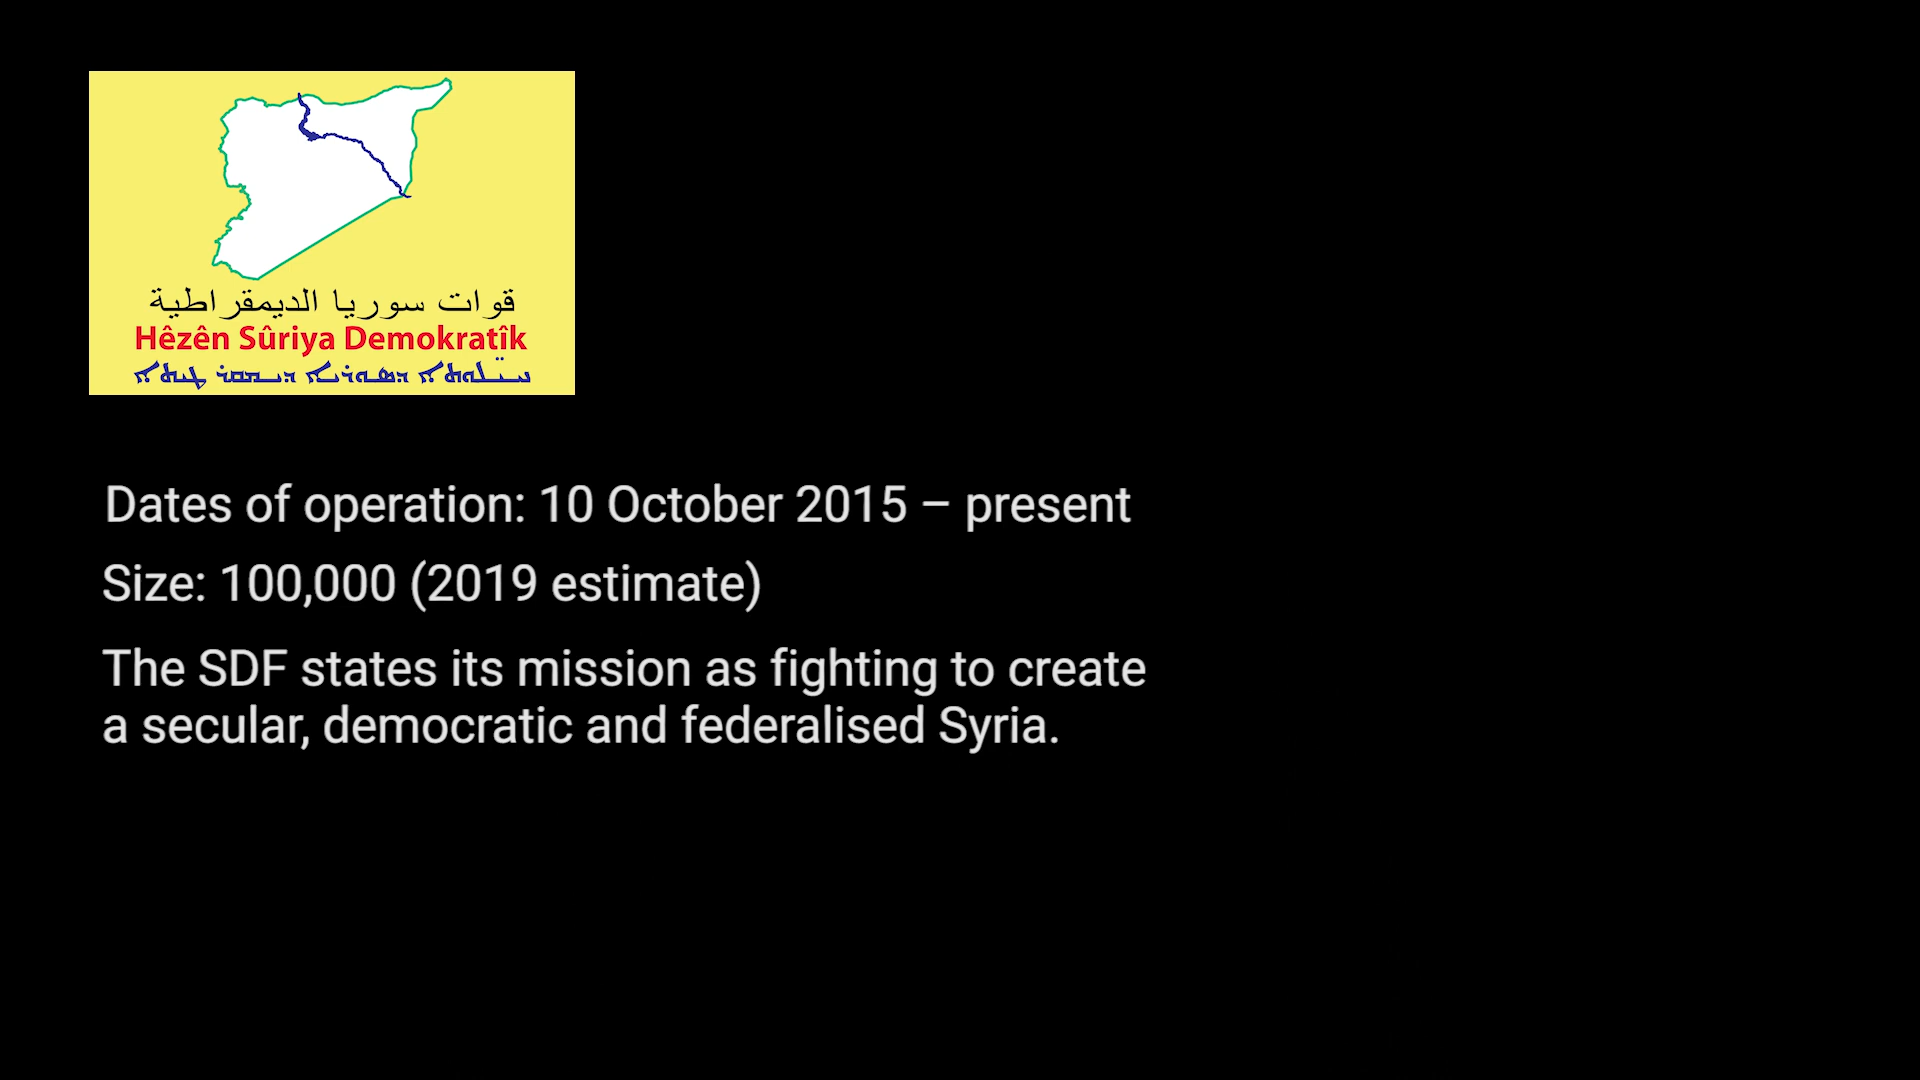 قوات سوريا الديمقراطية
Hêzên Sûriya Demokratîk
Dates of operation: 10 October 2015 – present
Size: 100,000 (2019 estimate)
The SDF states its mission as fighting to create
a secular, democratic and federalised Syria.